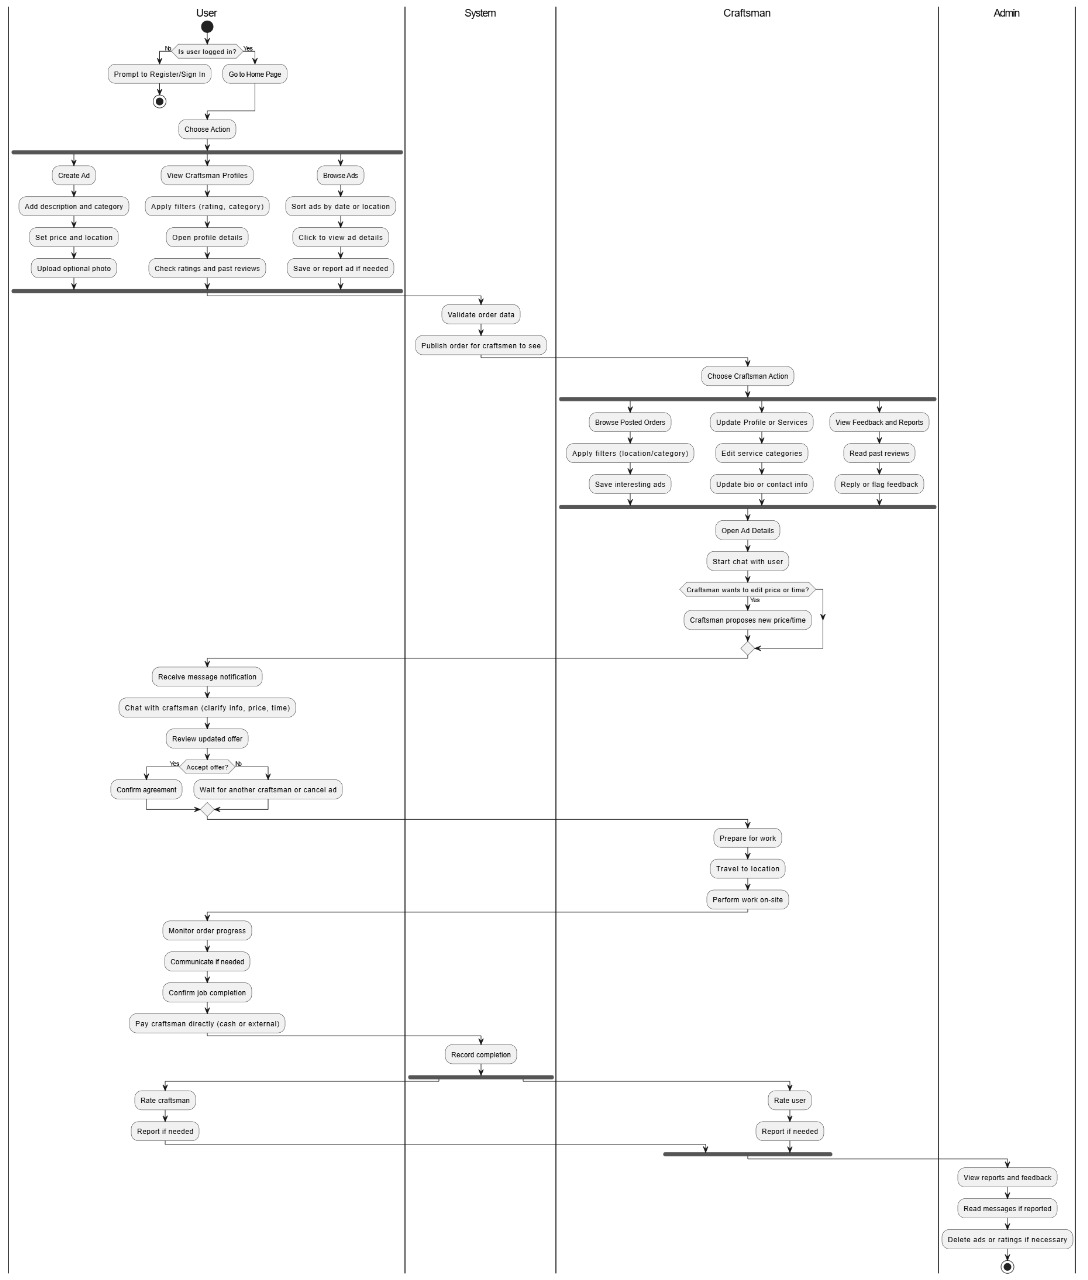 User
System
Craftsman
Admin
Is user logged in?
No
Yes
Prompt to Register/Sign In
Go to Home Page
Choose Action
Create Ad
View Craftsman Profiles
Browse Ads
Add description and category
Apply filters (rating, category)
Sort ads by date or location
Set price and location
Open profile details
Click to view ad details
Upload optional photo
Check ratings and past reviews
Save or report ad if needed
Validate order data
Publish order for craftsmen to see
Choose Craftsman Action
Browse Posted Orders
Update Profile or Services
View Feedback and Reports
Apply filters (location/category)
Edit service categories
Read past reviews
Save interesting ads
Update bio or contact info
Reply or flag feedback
Open Ad Details
Start chat with user
Craftsman wants to edit price or time?
Yes
Craftsman proposes new price/time
Receive message notification
Chat with craftsman (clarify info, price, time)
Review updated offer
Yes
Accept offer?
No
Confirm agreement
Wait for another craftsman or cancel ad
Prepare for work
Travel to location
Perform work on-site
Monitor order progress
Communicate if needed
Confirm job completion
Pay craftsman directly (cash or external)
Record completion
Rate craftsman
Rate user
Report if needed
Report if needed
View reports and feedback
Read messages if reported
Delete ads or ratings if necessary